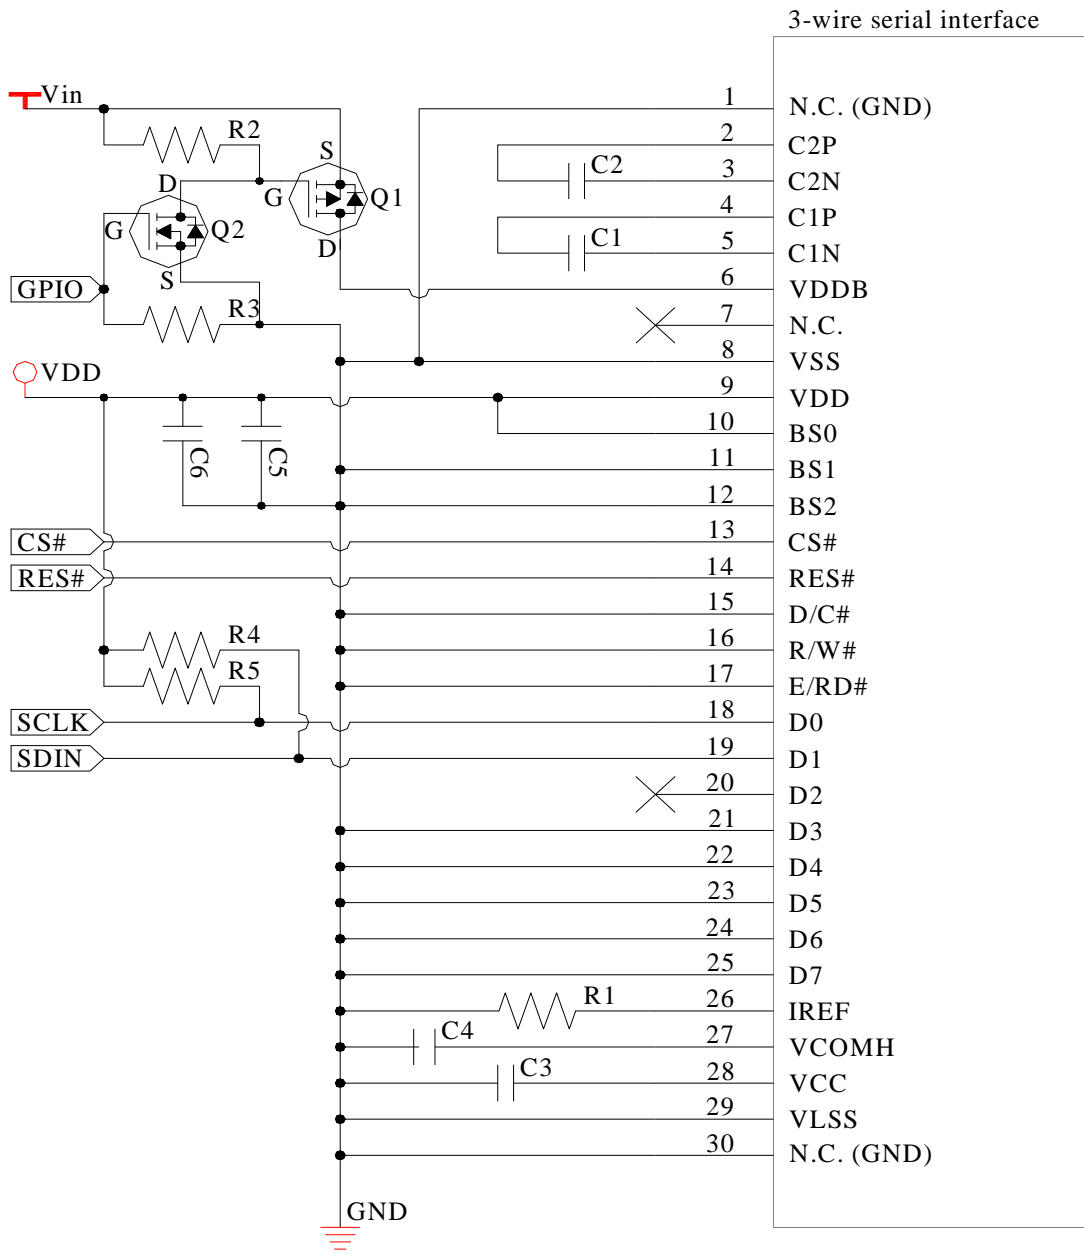 3-wire serial interface
Vin
1 N.C. (GND)
R2
2 C2P
S
C2
3 C2N
D
G Q1
4 C1P
G Q2
C1
D
5 C1N
S
GPIO
6 VDDB
R3
7 N.C.
8 VSS
VDD
9 VDD
10 BS0
C6 C5
11 BS1
12 BS2
CS# 13 CS#
RES# 14 RES#
15 D/C#
R4
16 R/W#
R5
17 E/RD#
SCLK 18 D0
SDIN 19 D1
20 D2
21 D3
22 D4
23 D5
24 D6
25 D7
R1
26 IREF
C4
27 VCOMH
C3
28 VCC
29 VLSS
30 N.C. (GND)
GND